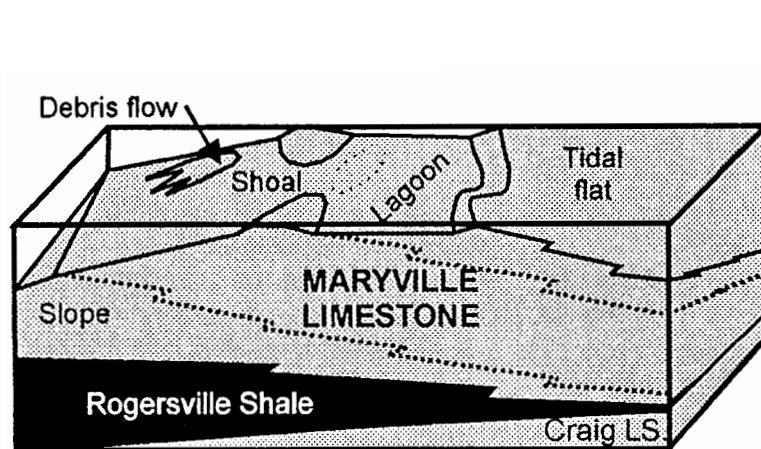 Debris flow
Shoal
Lagoon
Tidal
flat
MARYVILLE
LIMESTONE
Slope
Rogersville Shale
Craig LS.